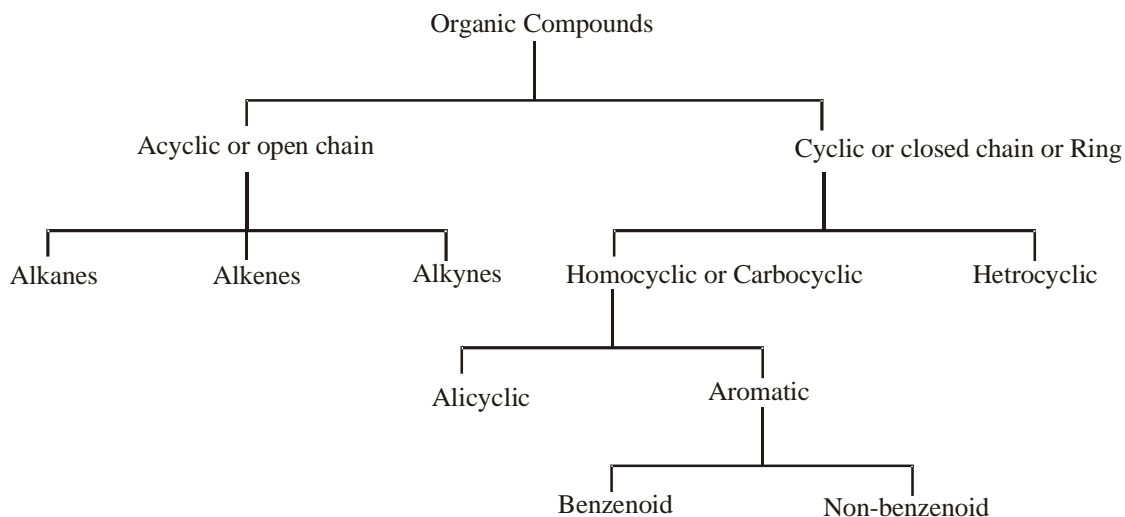 Organic Compounds
Acyclic or open chain
Cyclic or closed chain or Ring
Alkanes
Alkenes
Alkynes
Homocyclic or Carbocyclic
Hetrocyclic
Alicyclic
Aromatic
Benzenoid
Non-benzenoid